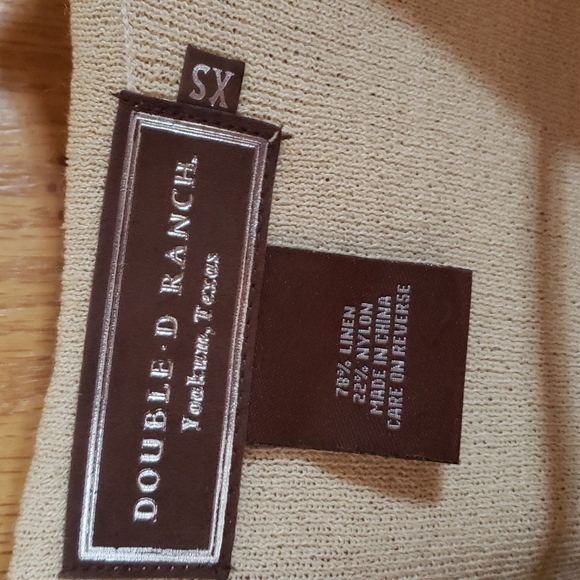 XS
DOUBLE·D RANCH.
Yoakum, Texas
78% LINEN
22% NYLON
MADE IN CHINA
CARE ON REVERSE